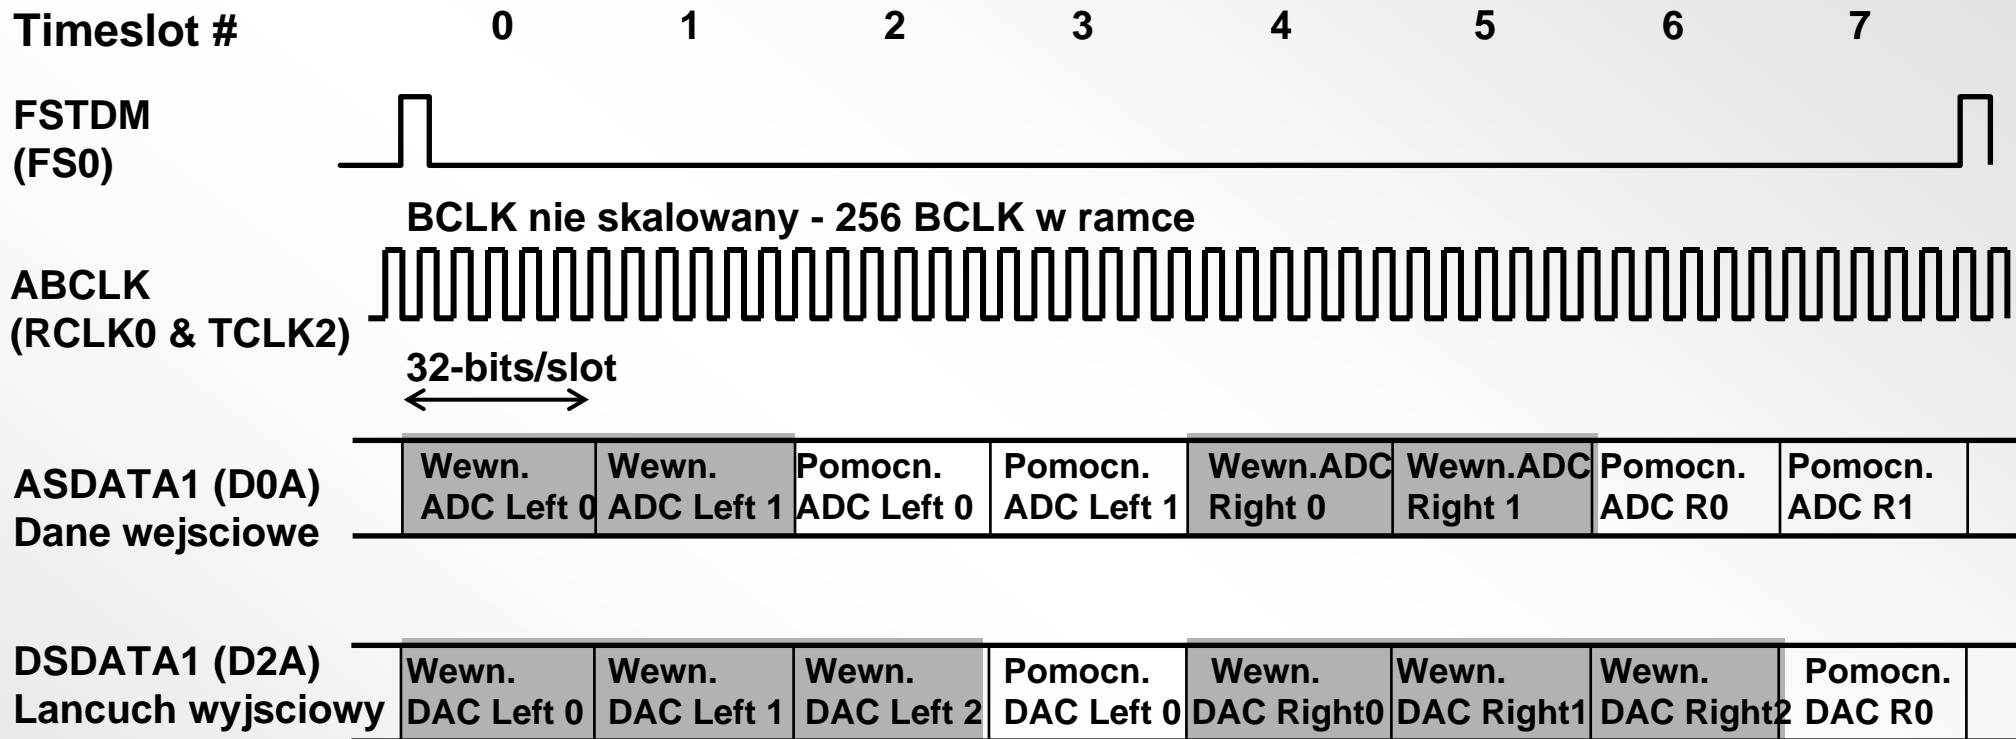 Timeslot # 0 1 2 3 4 5 6 7
FSTDM
(FS0)
BCLK nie skalowany - 256 BCLK w ramce
ABCLK
(RCLK0 & TCLK2)
32-bits/slot
ASDATA1 (D0A)
Dane wejsciowe
Wewn. Wewn. Pomocn. Pomocn. Wewn.ADC Wewn.ADC Pomocn. Pomocn.
ADC Left 0 ADC Left 1 ADC Left 0 ADC Left 1 Right 0 Right 1 ADC R0 ADC R1
DSDATA1 (D2A)
Lancuch wyjsciowy
Wewn. Wewn. Wewn. Pomocn. Wewn. Wewn. Wewn. Pomocn.
DAC Left 0 DAC Left 1 DAC Left 2 DAC Left 0 DAC Right0 DAC Right1 DAC Right2 DAC R0